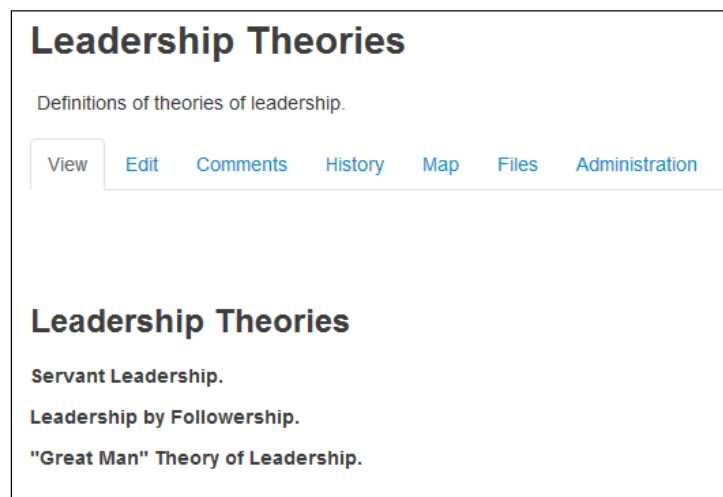 Leadership Theories
Definitions of theories of leadership.
View Edit Comments History Map Files Administration
Leadership Theories
Servant Leadership.
Leadership by Followership.
"Great Man" Theory of Leadership.